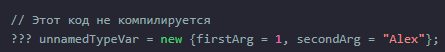 // Этот код не компилируется
??? unnamedTypeVar = new {firstArg = 1, secondArg = "Alex"};